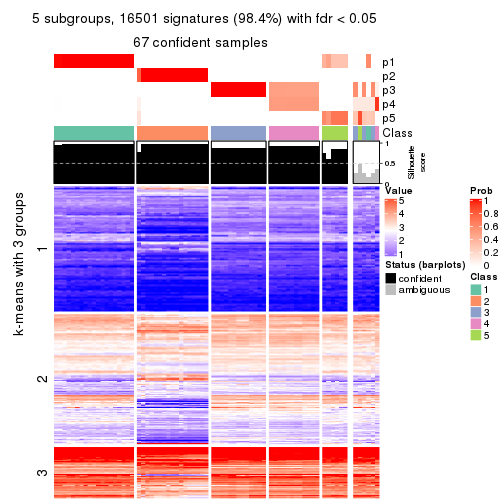 5 subgroups, 16501 signatures (98.4%) with fdr < 0.05
67 confident samples
p1
p2
p3
p4
p5
Class
1
0.5
0
Silhouette
score
k-means with 3 groups
1
2
3
Value
5
4
3
2
1
Status (barplots)
confident
ambiguous
Prob
1
0.8
0.6
0.4
0.2
0
Class
1
2
3
4
5